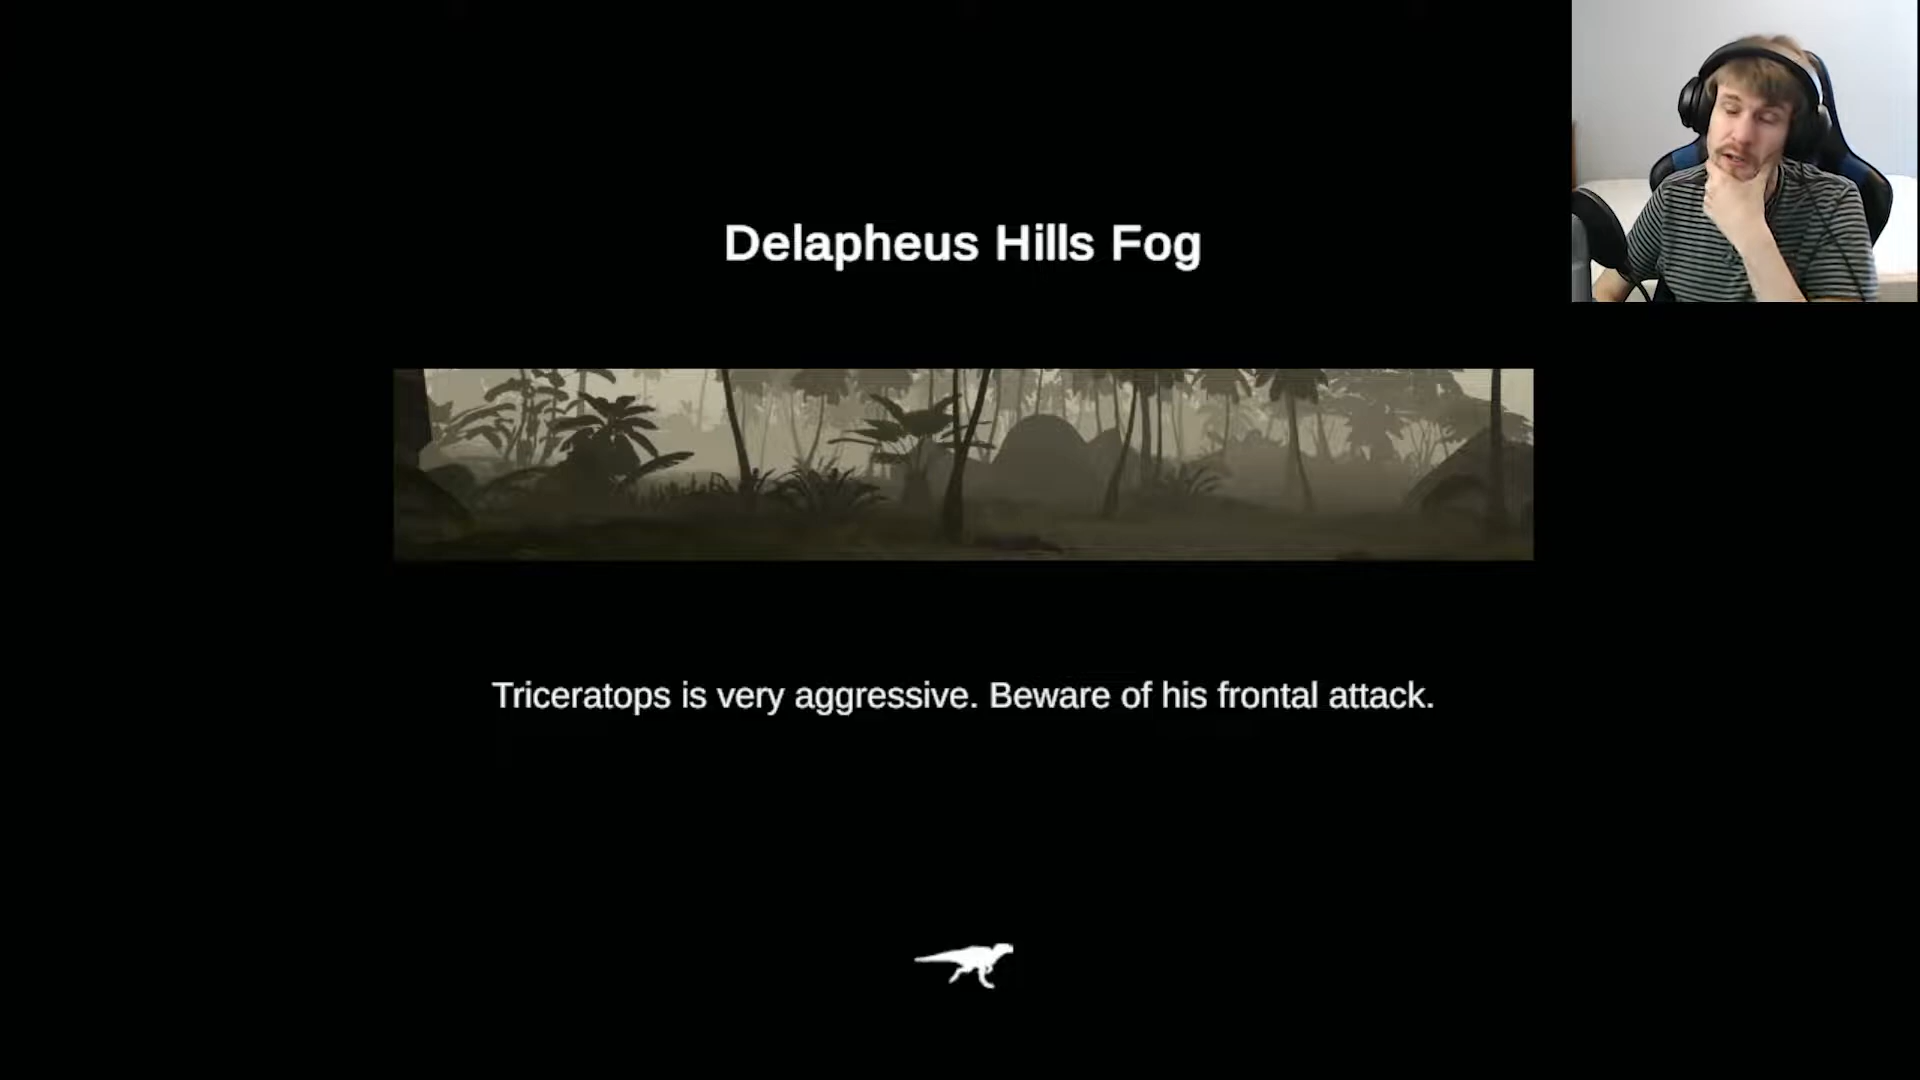 Delapheus Hills Fog
Triceratops is very aggressive. Beware of his frontal attack.